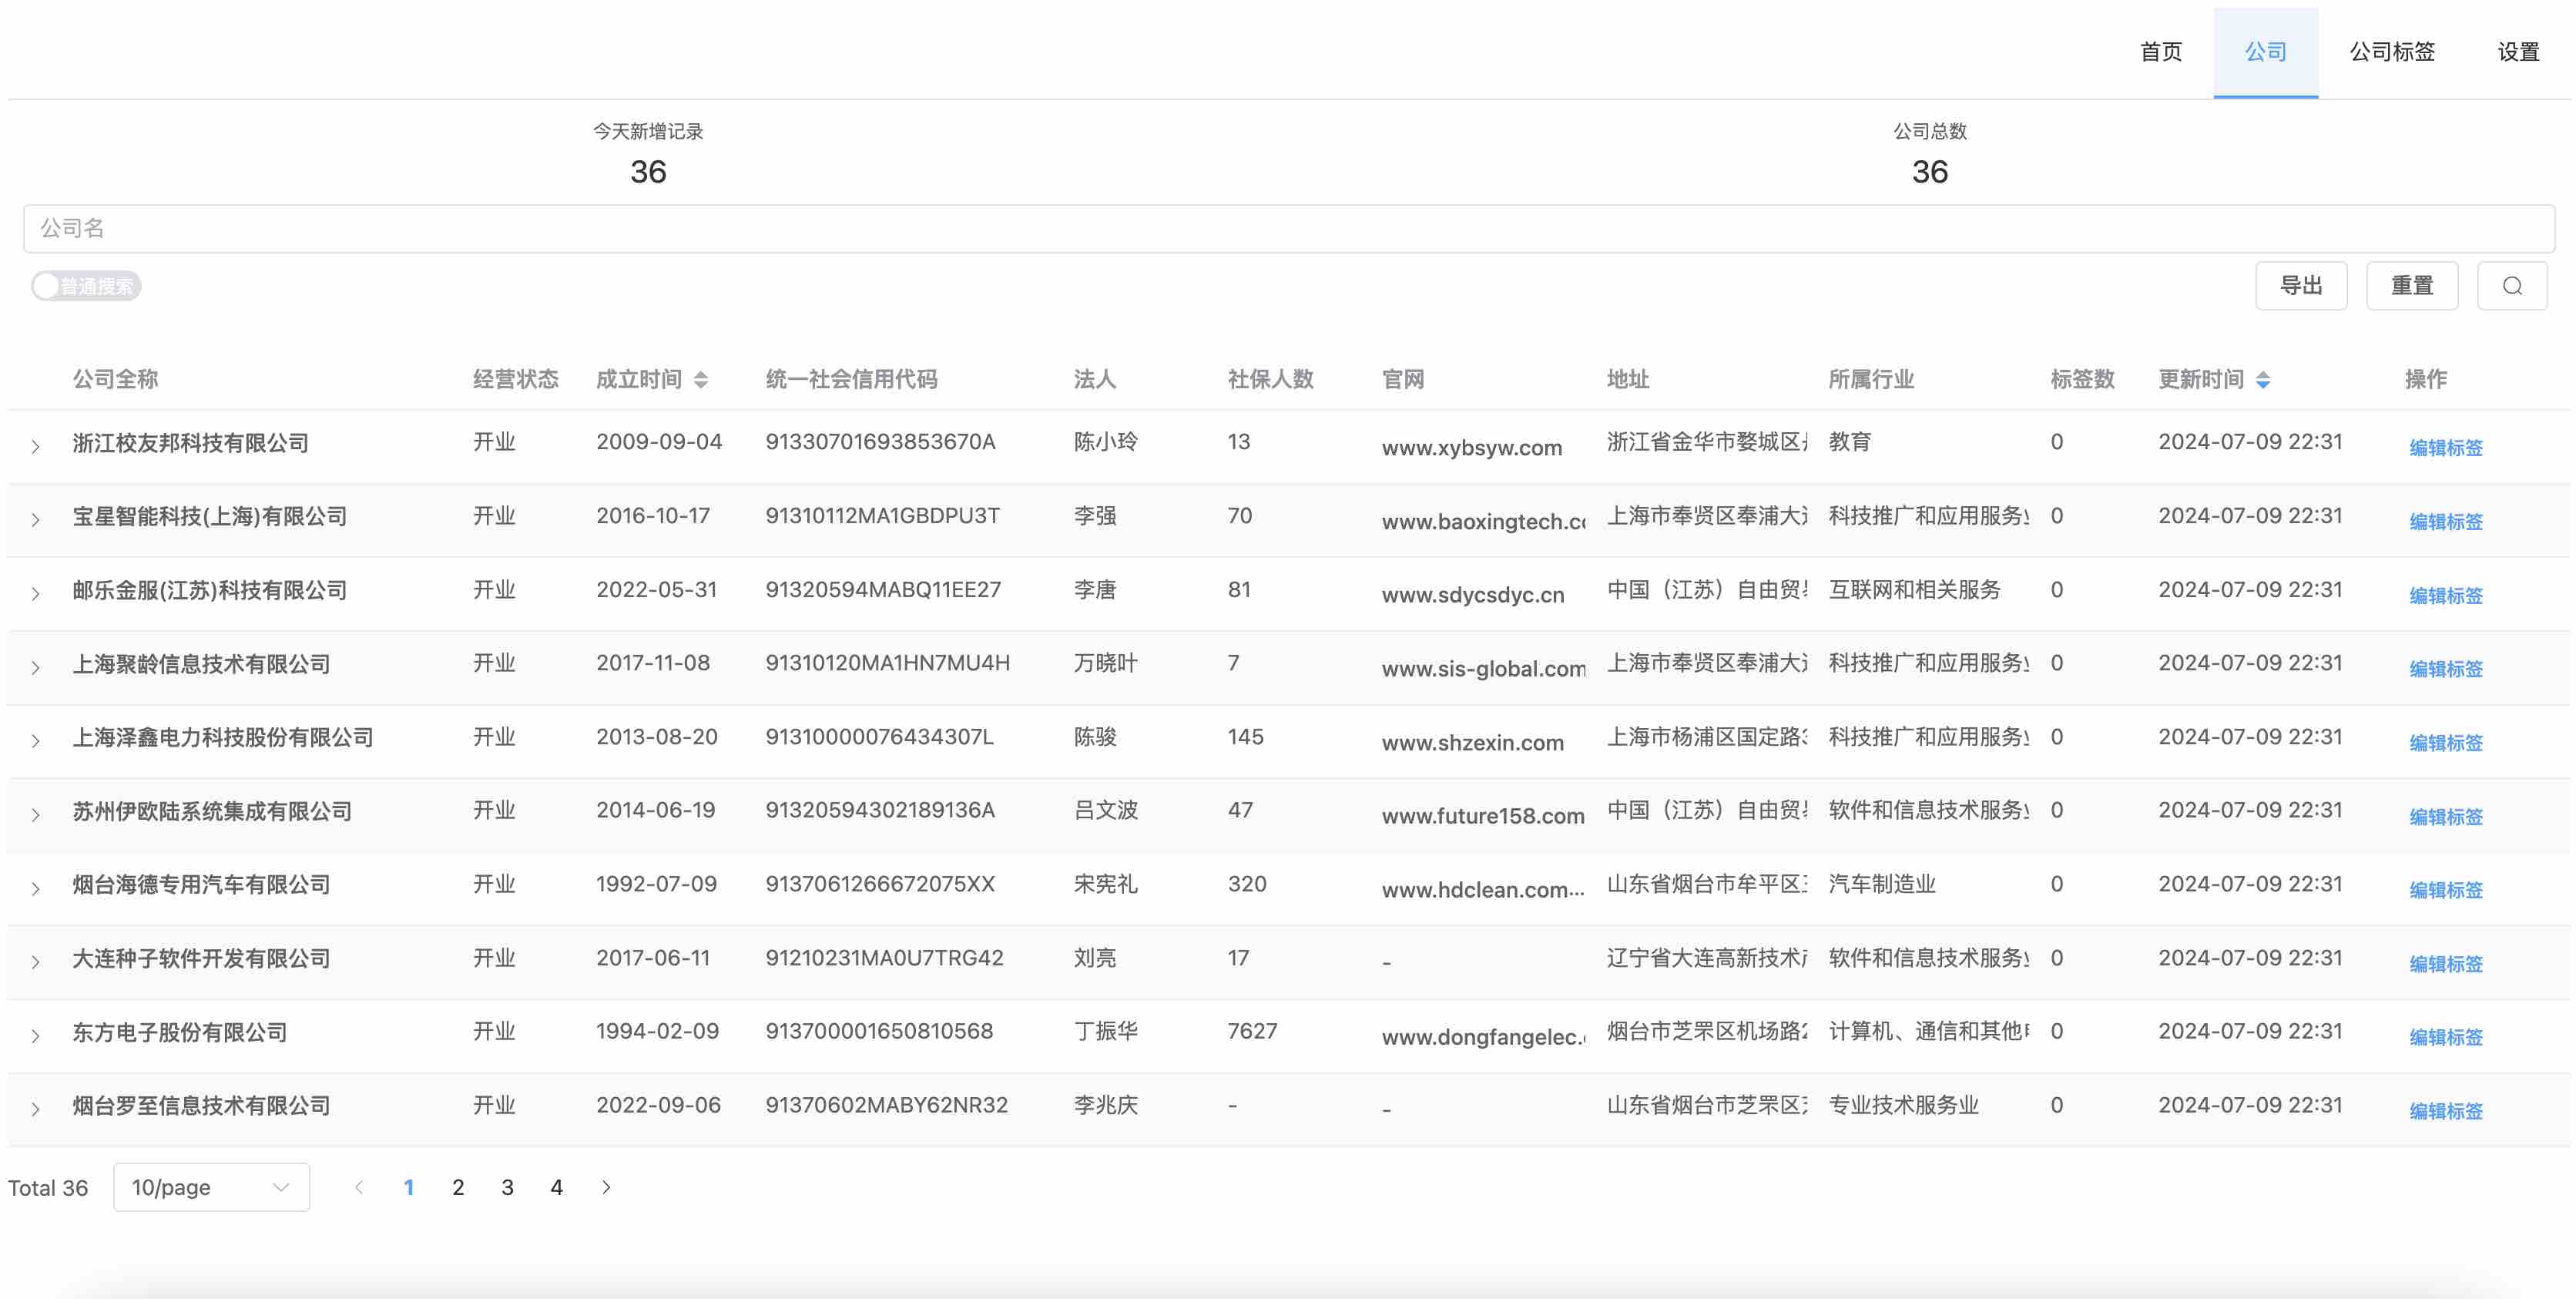 首页 公司 公司标签 设置
今天新增记录 公司总数
36 36
公司名
普通搜索 导出 重置
公司全称 经营状态 成立时间 统一社会信用代码 法人 社保人数 官网 地址 所属行业 标签数 更新时间 操作
浙江校友邦科技有限公司 开业 2009-09-04 91330701693853670A 陈小玲 13 www.xybsyw.com 浙江省金华市婺城区 教育 0 2024-07-09 22:31 编辑标签
宝星智能科技(上海)有限公司 开业 2016-10-17 91310112MA1GBDPU3T 李强 70 www.baoxingtech.c 上海市奉贤区奉浦大 科技推广和应用服务 0 2024-07-09 22:31 编辑标签
邮乐金服(江苏)科技有限公司 开业 2022-05-31 91320594MABQ11EE27 李唐 81 www.sdycsdyc.cn 中国（江苏）自由贸 互联网和相关服务 0 2024-07-09 22:31 编辑标签
上海聚龄信息技术有限公司 开业 2017-11-08 91310120MA1HN7MU4H 万晓叶 7 www.sis-global.com 上海市奉贤区奉浦大 科技推广和应用服务 0 2024-07-09 22:31 编辑标签
上海泽鑫电力科技股份有限公司 开业 2013-08-20 91310000076434307L 陈骏 145 www.shzexin.com 上海市杨浦区国定路 科技推广和应用服务 0 2024-07-09 22:31 编辑标签
苏州伊欧陆系统集成有限公司 开业 2014-06-19 91320594302189136A 吕文波 47 www.future158.com 中国（江苏）自由贸 软件和信息技术服务 0 2024-07-09 22:31 编辑标签
烟台海德专用汽车有限公司 开业 1992-07-09 9137061266672075XX 宋宪礼 320 www.hdclean.com... 山东省烟台市牟平区 汽车制造业 0 2024-07-09 22:31 编辑标签
大连种子软件开发有限公司 开业 2017-06-11 91210231MA0U7TRG42 刘亮 17 - 辽宁省大连高新技术 软件和信息技术服务 0 2024-07-09 22:31 编辑标签
东方电子股份有限公司 开业 1994-02-09 913700001650810568 丁振华 7627 www.dongfangelec. 烟台市芝罘区机场路 计算机、通信和其他 0 2024-07-09 22:31 编辑标签
烟台罗至信息技术有限公司 开业 2022-09-06 91370602MABY62NR32 李兆庆 - - 山东省烟台市芝罘区 专业技术服务业 0 2024-07-09 22:31 编辑标签
Total 36 10/page 1 2 3 4